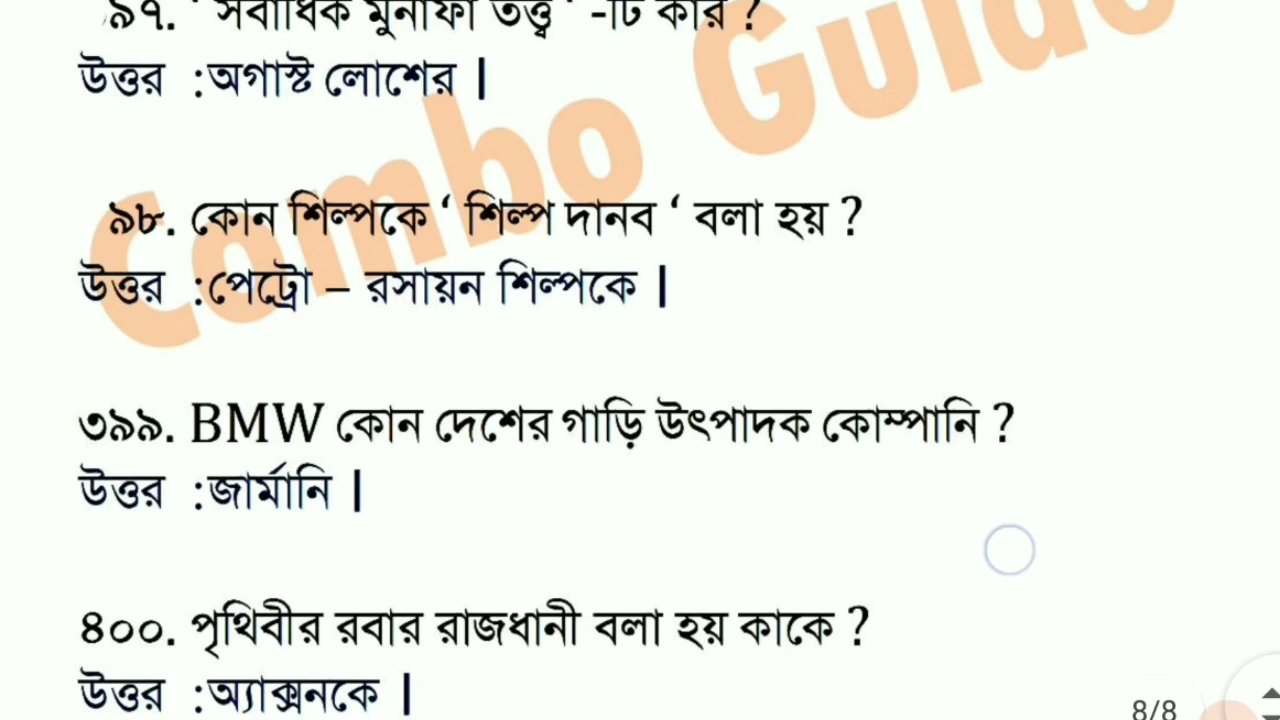 ৯৭. ' সর্বাধিক মুনাফা তত্ত্ব ' -টি কার ?
উত্তর :অগাস্ট লোশের |
৯৮. কোন শিল্পকে ‘ শিল্প দানব ‘ বলা হয় ?
উত্তর :পেট্রো – রসায়ন শিল্পকে |
৩৯৯. BMW কোন দেশের গাড়ি উৎপাদক কোম্পানি ?
উত্তর :জার্মানি |
৪০০. পৃথিবীর রবার রাজধানী বলা হয় কাকে ?
উত্তর :অ্যাক্সনকে |
8/8
Combo Guide